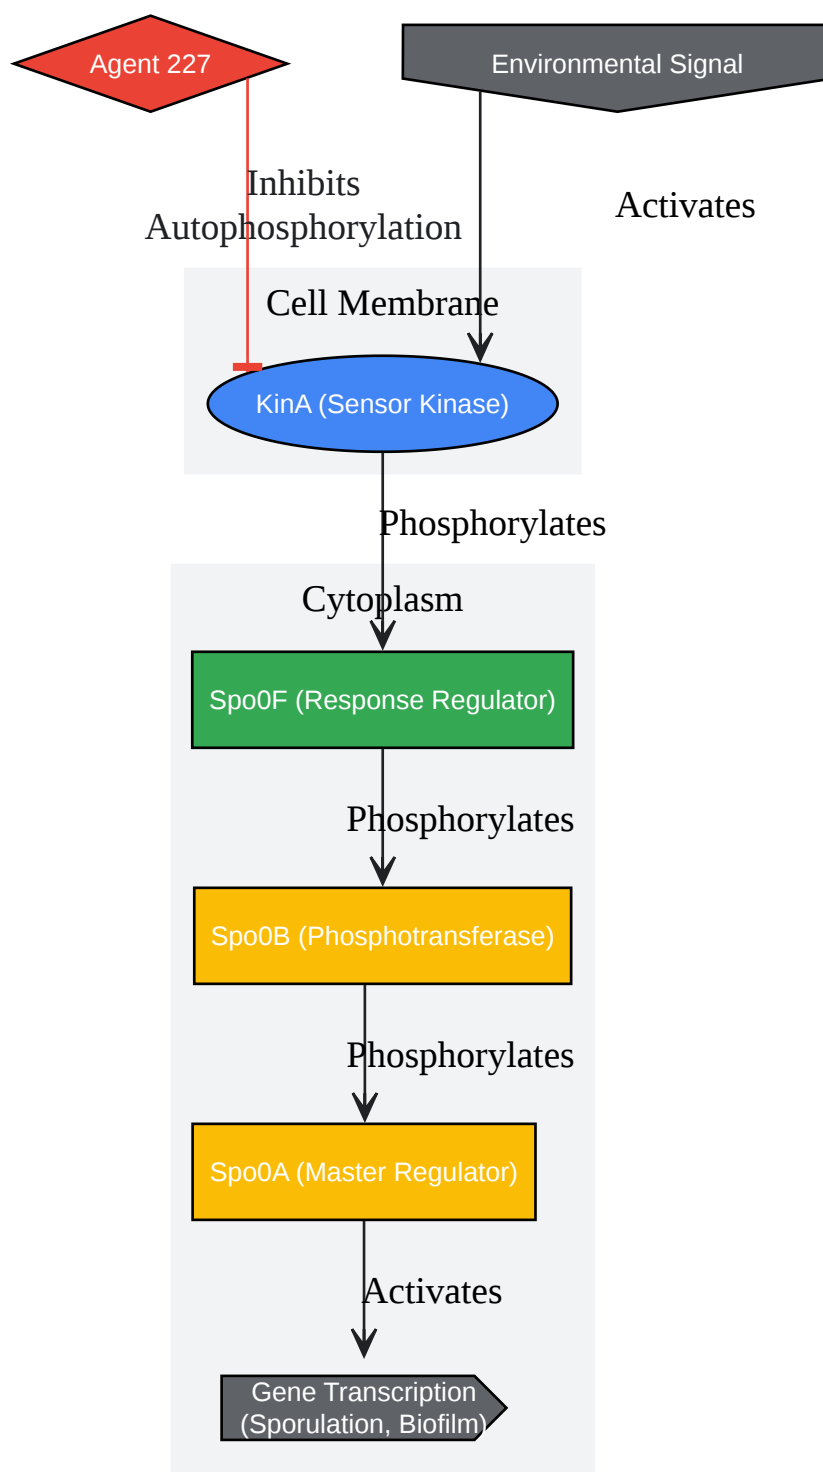 Agent 227
Environmental Signal
Inhibits
Autophosphorylation
Activates
Cell Membrane
KinA (Sensor Kinase)
Phosphorylates
Cytoplasm
Spo0F (Response Regulator)
Phosphorylates
Spo0B (Phosphotransferase)
Phosphorylates
Spo0A (Master Regulator)
Activates
Gene Transcription
(Sporulation, Biofilm)